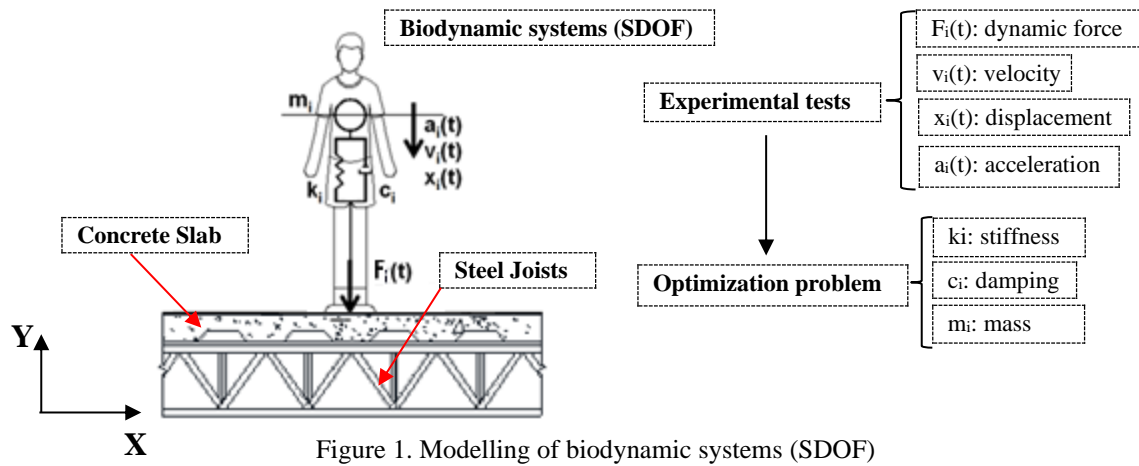 Biodynamic systems (SDOF)
mi
ai(t)
vi(t)
xi(t)
ki
ci
Fi(t)
Concrete Slab
Steel Joists
Y
X
Experimental tests
Fi(t): dynamic force
vi(t): velocity
xi(t): displacement
ai(t): acceleration
Optimization problem
ki: stiffness
ci: damping
mi: mass
Figure 1. Modelling of biodynamic systems (SDOF)